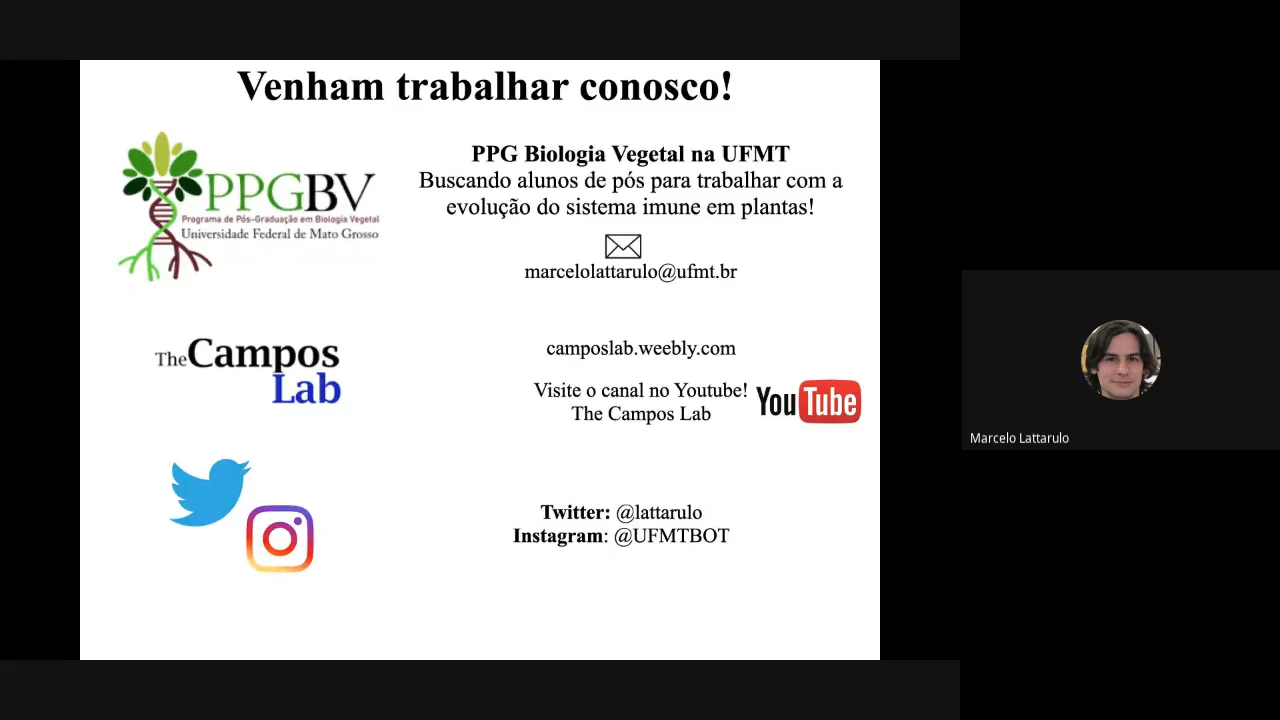 Venham trabalhar conosco!
PPGBV
Programa de Pós-Graduação em Biologia Vegetal
Universidade Federal de Mato Grosso
PPG Biologia Vegetal na UFMT
Buscando alunos de pós para trabalhar com a
evolução do sistema imune em plantas!
marcelolattarulo@ufmt.br
The Campos
Lab
camposlab.weebly.com
Visite o canal no Youtube!
The Campos Lab
YouTube
Twitter: @lattarulo
Instagram: @UFMTBOT
Marcelo Lattarulo